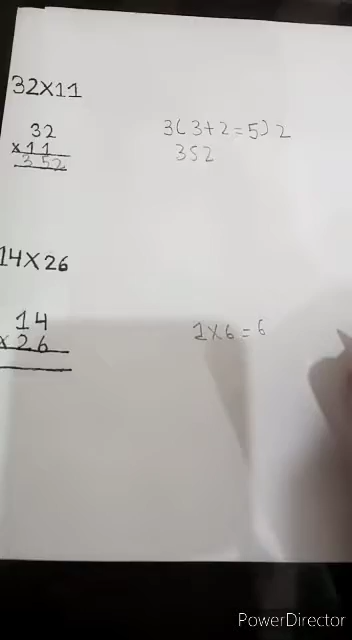 32X11
32
x11
352
3(3+2=5)2
352
14X26
14
x26
1X6=6
PowerDirector